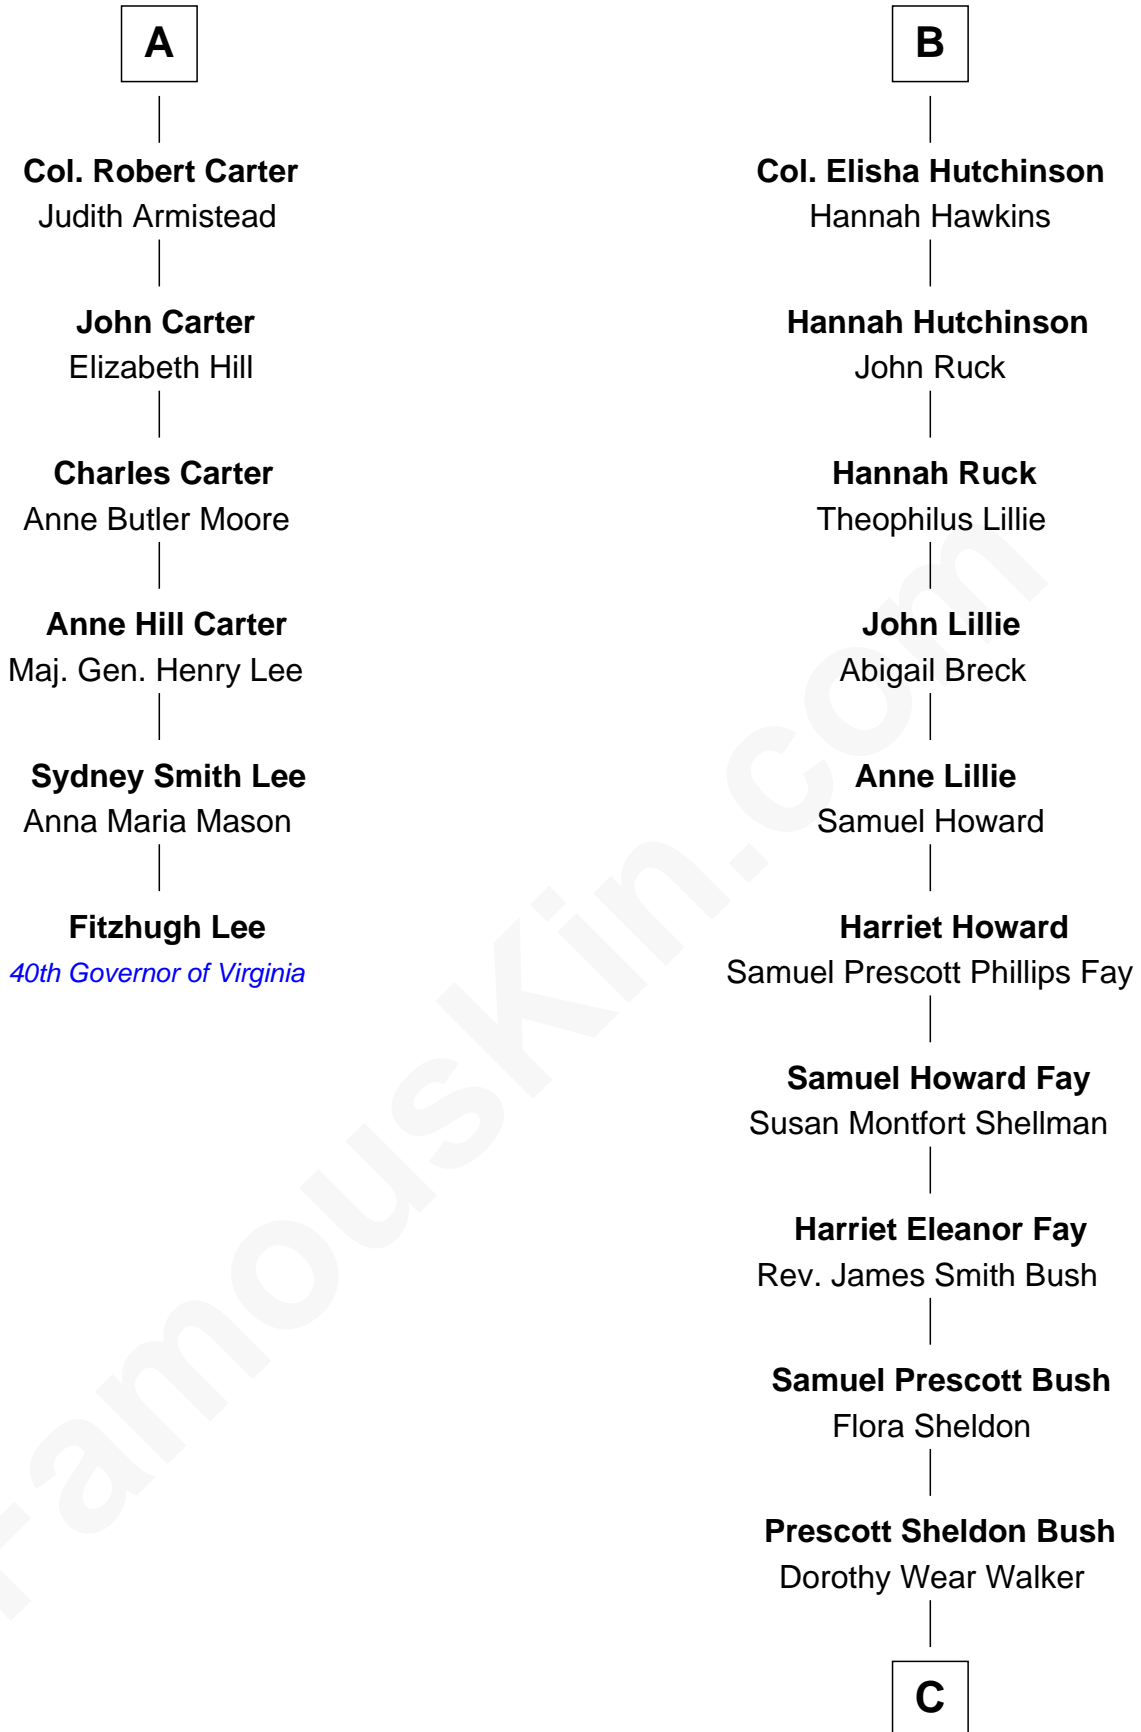 A
Col. Robert Carter
Judith Armistead
John Carter
Elizabeth Hill
Charles Carter
Anne Butler Moore
Anne Hill Carter
Maj. Gen. Henry Lee
Sydney Smith Lee
Anna Maria Mason
Fitzhugh Lee
40th Governor of Virginia
B
Col. Elisha Hutchinson
Hannah Hawkins
Hannah Hutchinson
John Ruck
Hannah Ruck
Theophilus Lillie
John Lillie
Abigail Breck
Anne Lillie
Samuel Howard
Harriet Howard
Samuel Prescott Phillips Fay
Samuel Howard Fay
Susan Montfort Shellman
Harriet Eleanor Fay
Rev. James Smith Bush
Samuel Prescott Bush
Flora Sheldon
Prescott Sheldon Bush
Dorothy Wear Walker
C
FamousKin.com